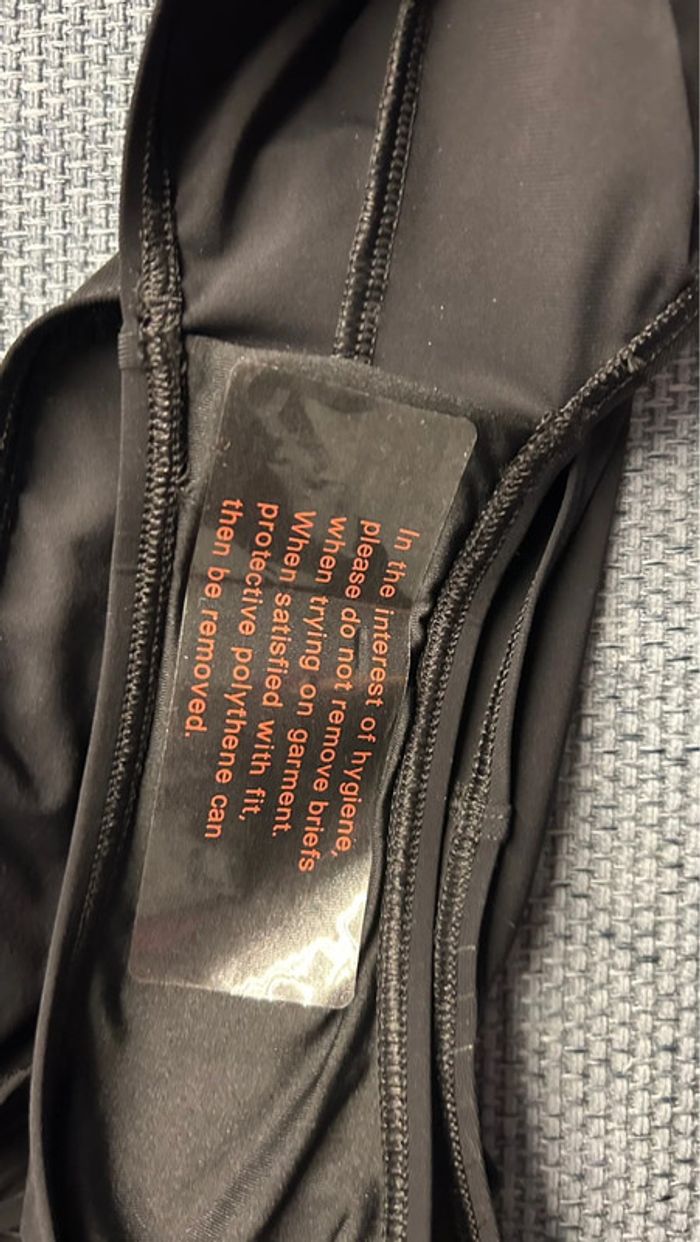 In the interest of hygiene,
please do not remove briefs
when trying on garment.
When satisfied with fit,
protective polythene can
then be removed.